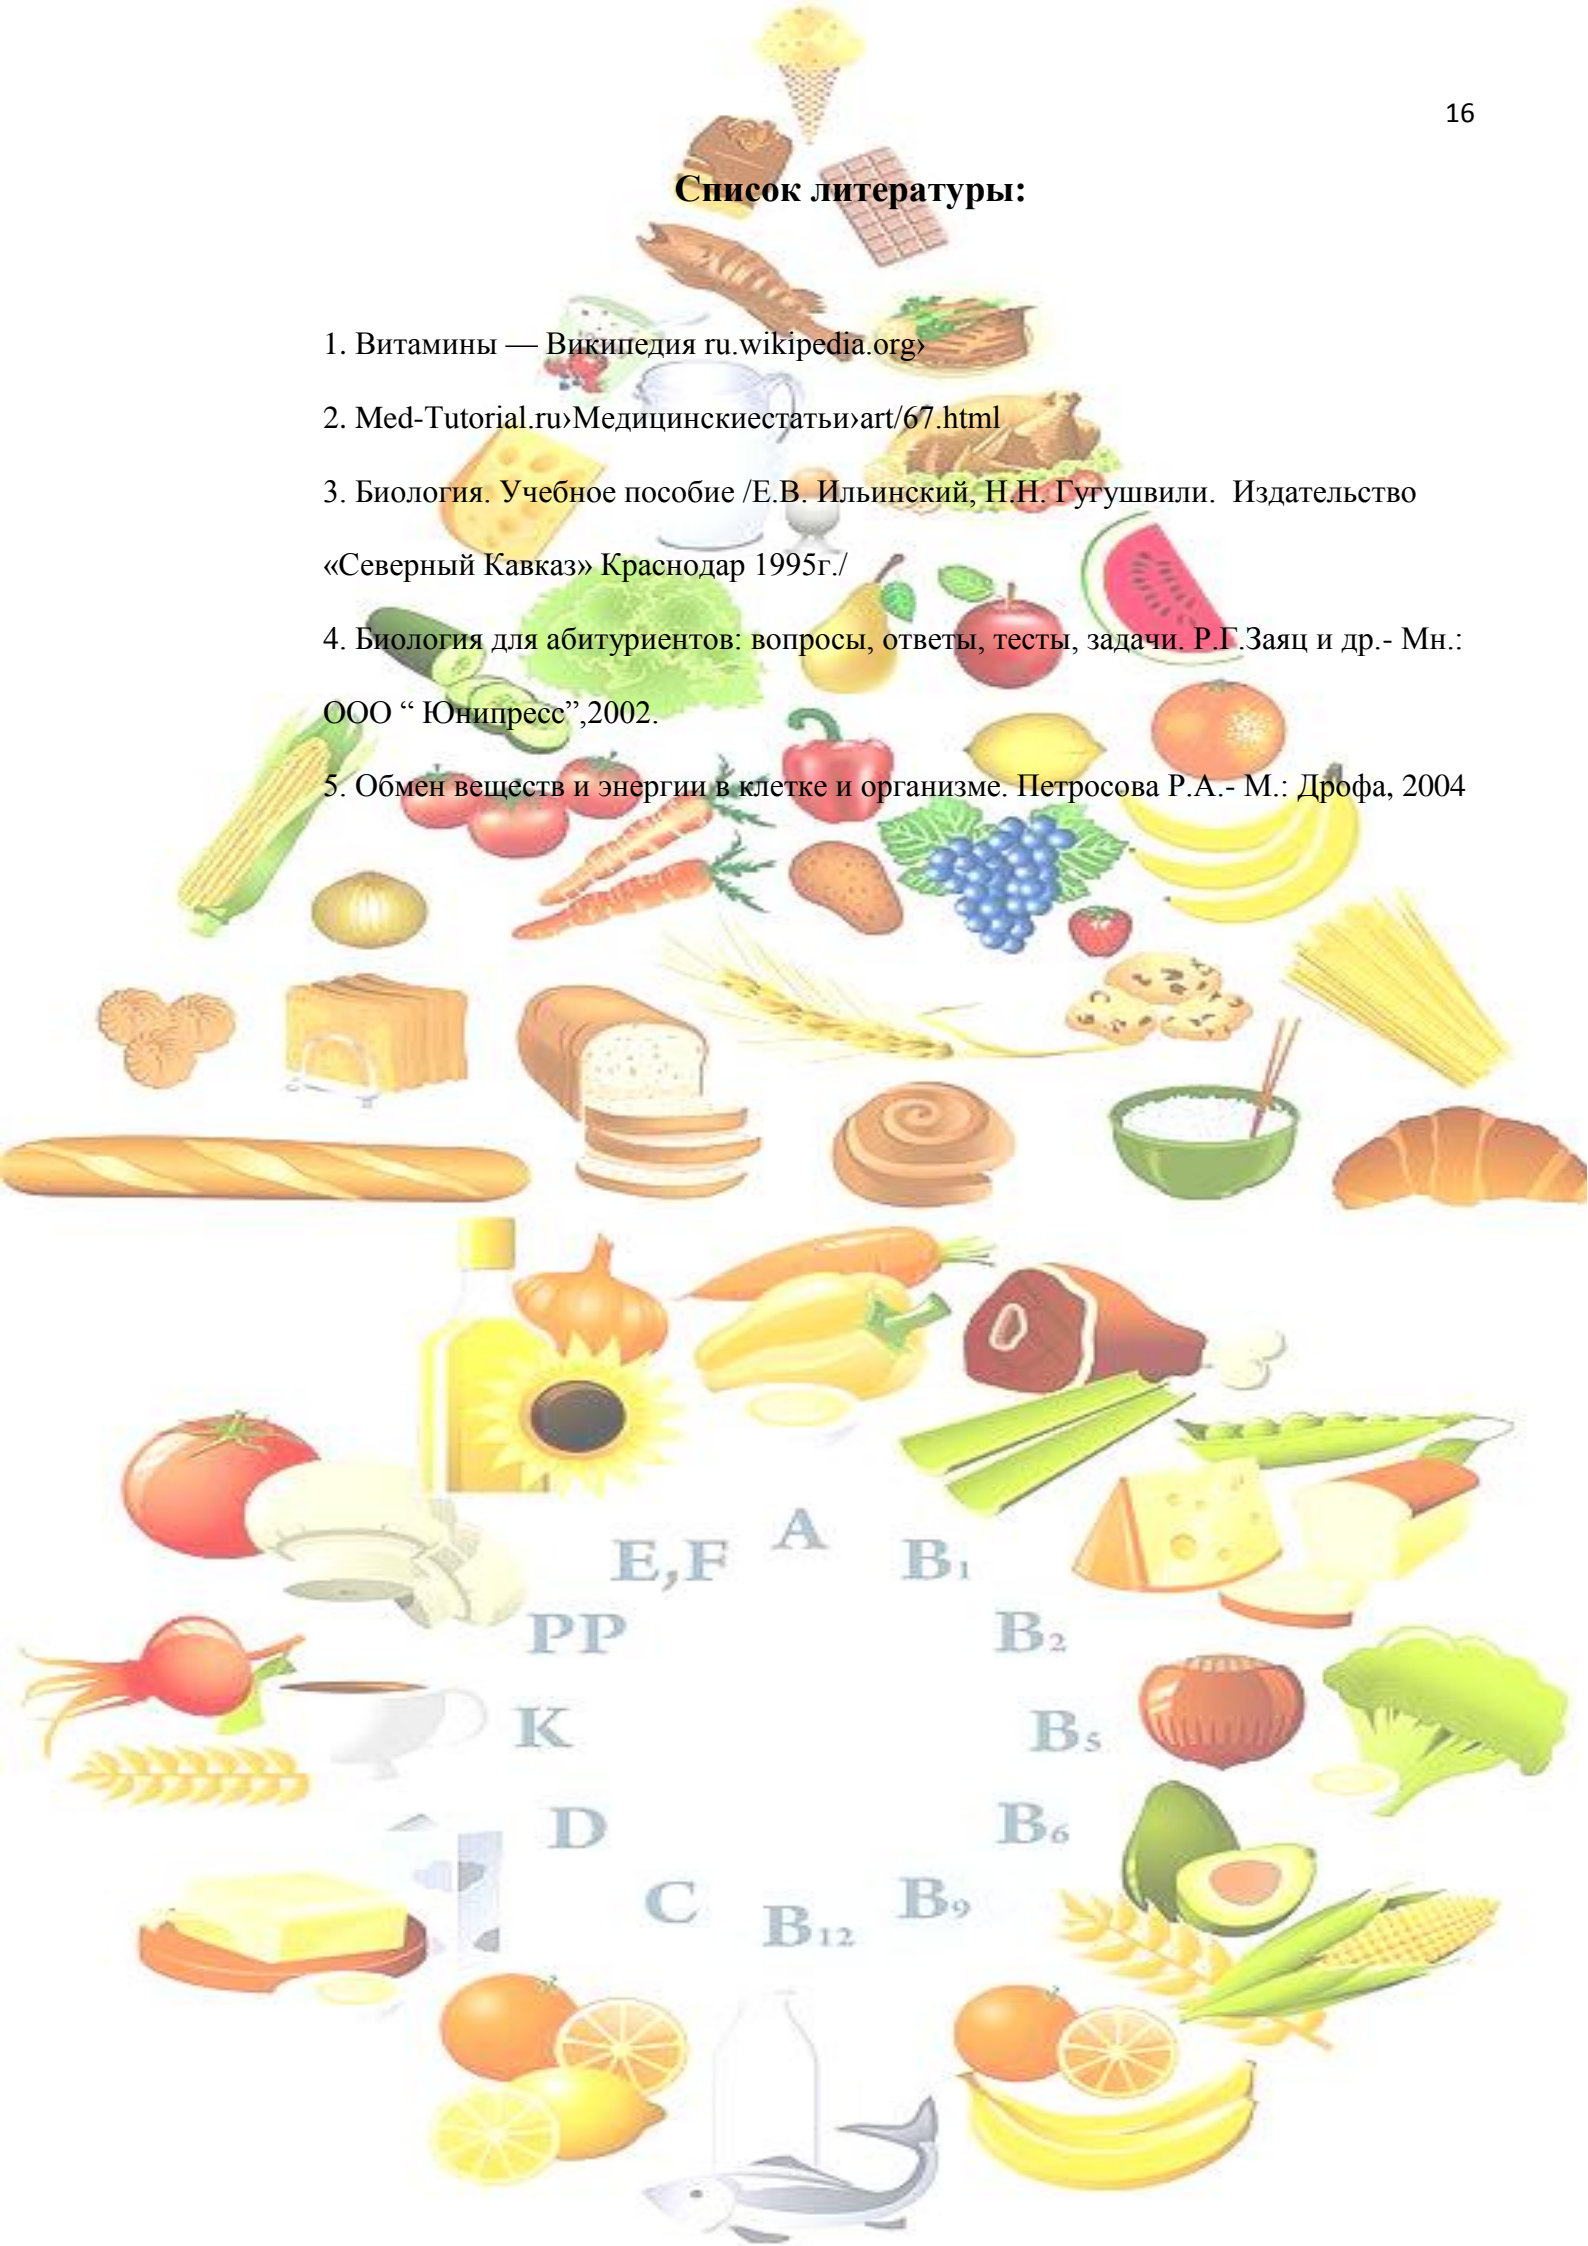 16
Список литературы:
1. Витамины — Википедия ru.wikipedia.org›
2. Med-Tutorial.ru›Медицинскиестатьи›art/67.html
3. Биология. Учебное пособие /Е.В. Ильинский, Н.Н. Гугушвили.  Издательство
«Северный Кавказ» Краснодар 1995г./
4. Биология для абитуриентов: вопросы, ответы, тесты, задачи. Р.Г.Заяц и др.- Мн.:
ООО “ Юнипресс”,2002.
5. Обмен веществ и энергии в клетке и организме. Петросова Р.А.- М.: Дрофа, 2004
E,F A B1
PP B2
K B5
D B6
C B12 B9